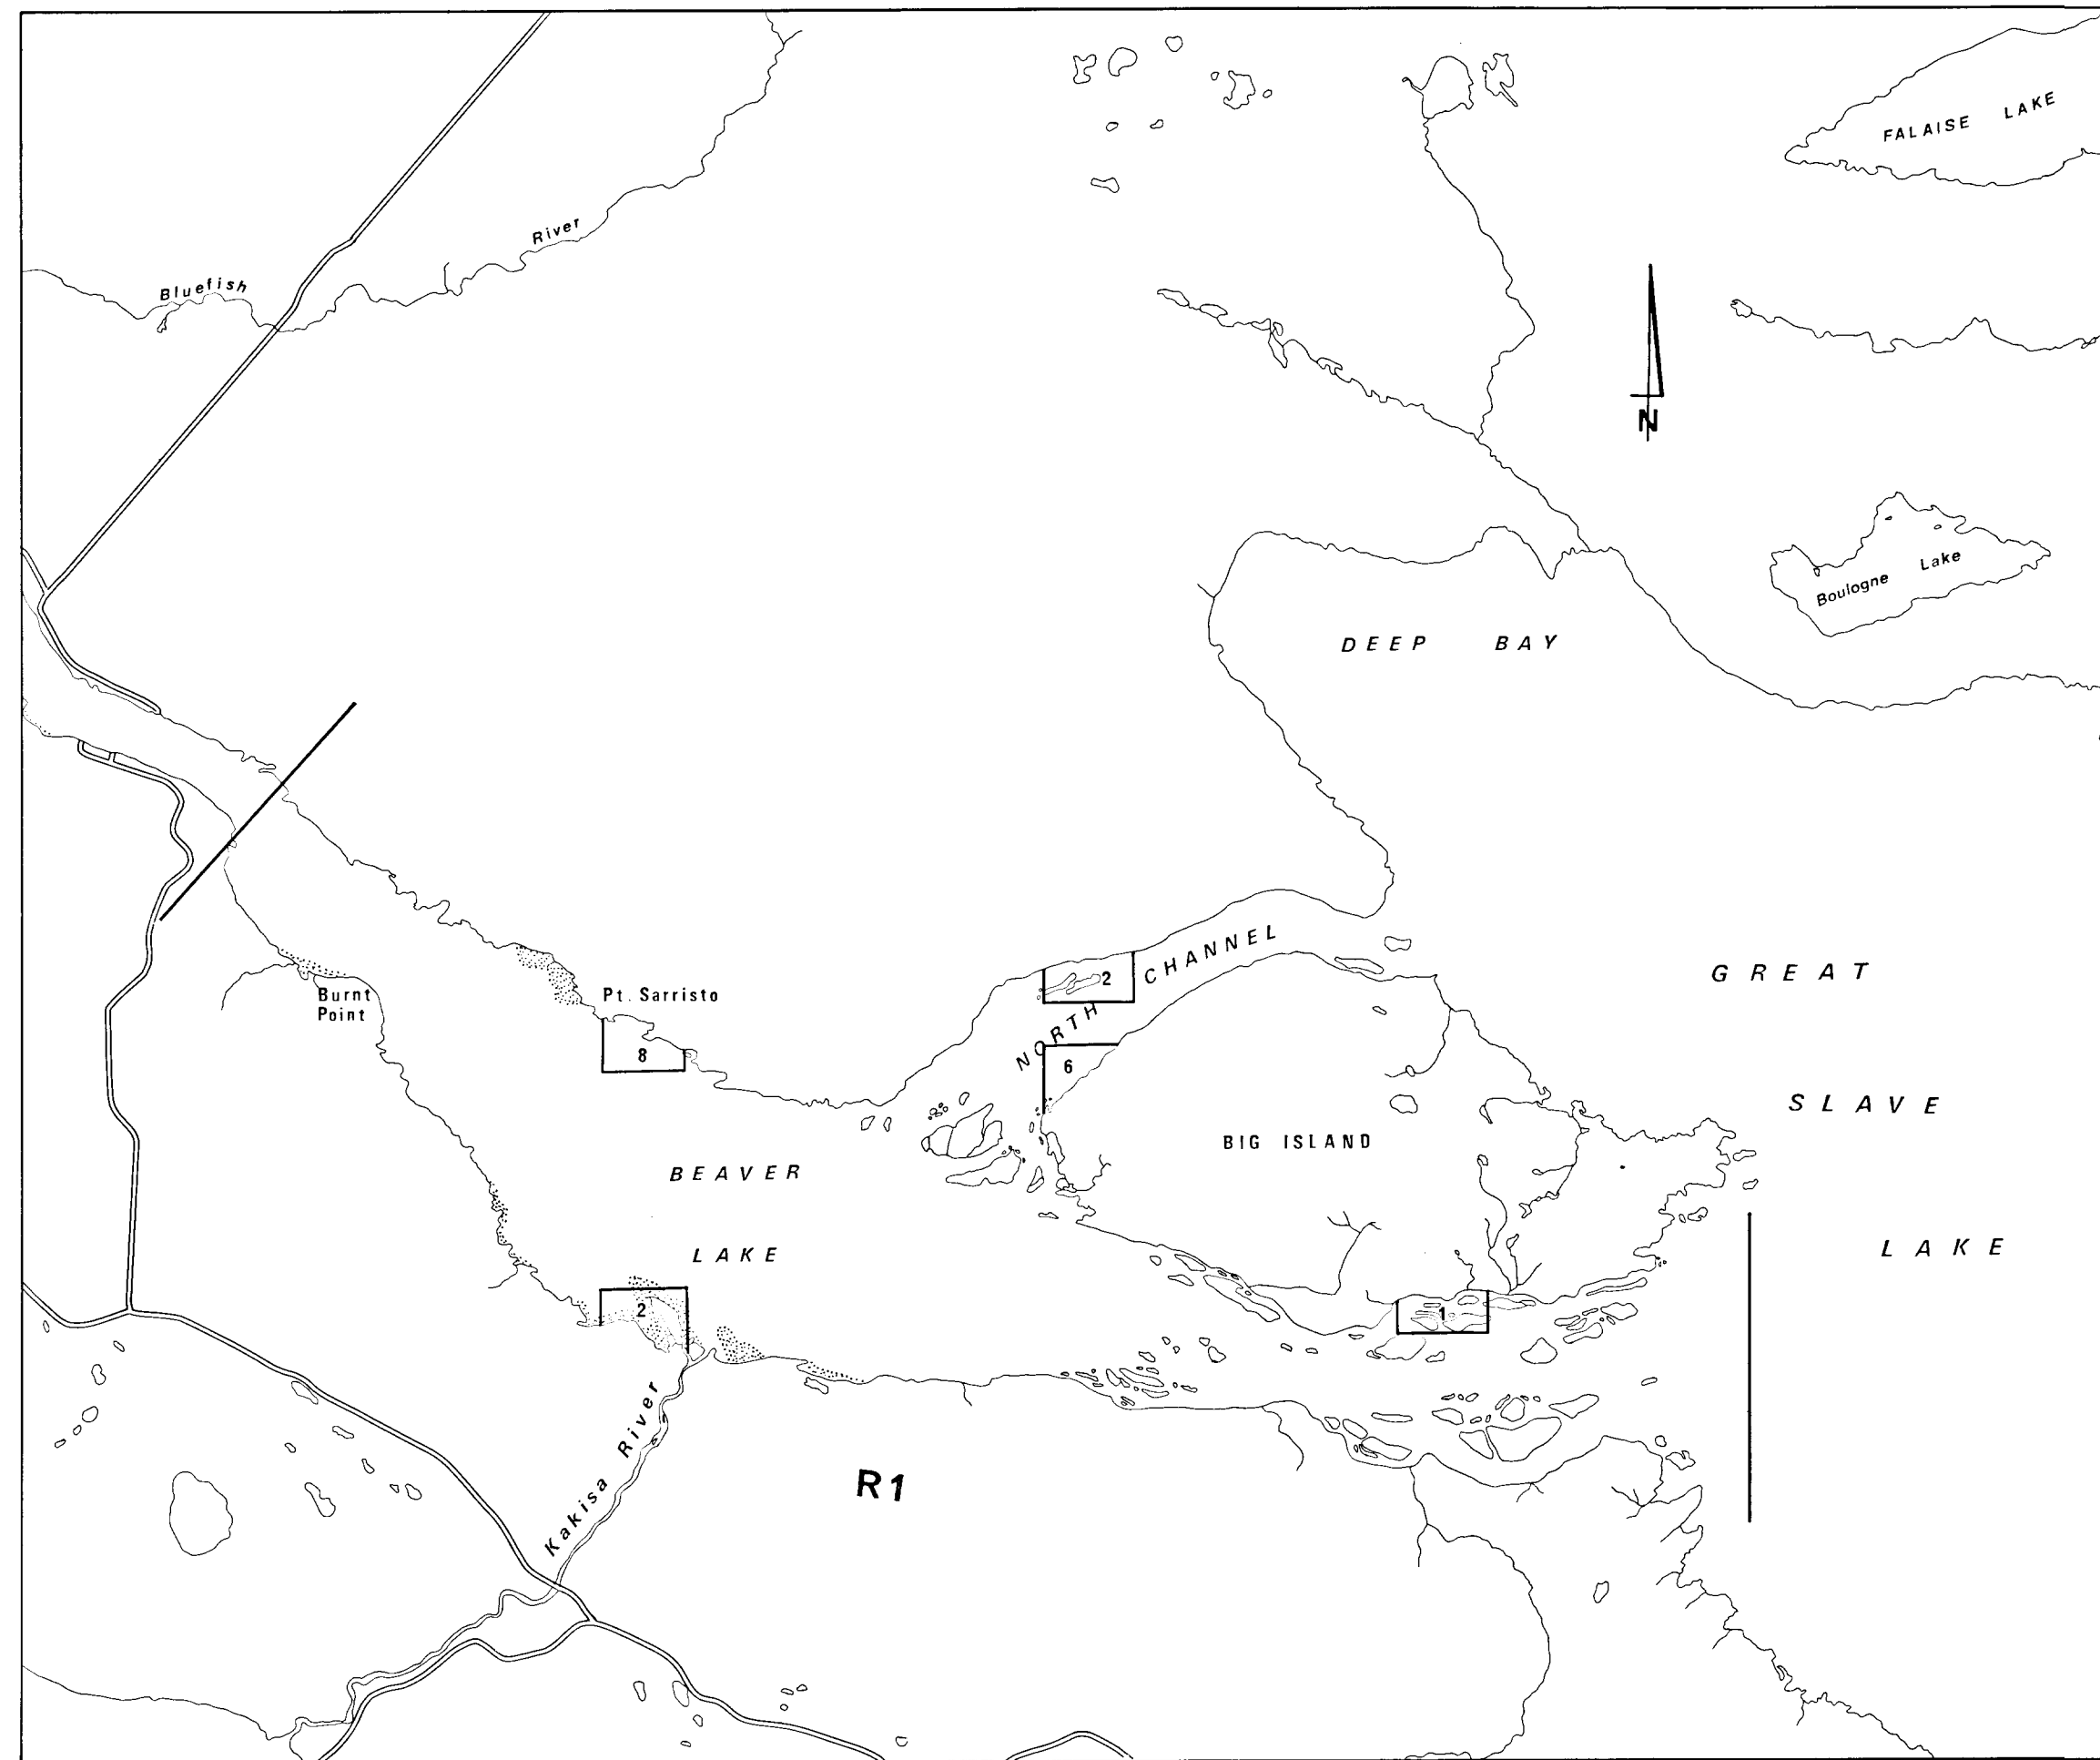 FALAISE LAKE
River
Bluefish
N
Boulogne Lake
DEEP BAY
NORTH CHANNEL
2
GREAT
Burnt
Point
Pt. Sarristo
8
6
SLAVE
BIG ISLAND
BEAVER
LAKE
LAKE
2
1
Kakisa River
R1